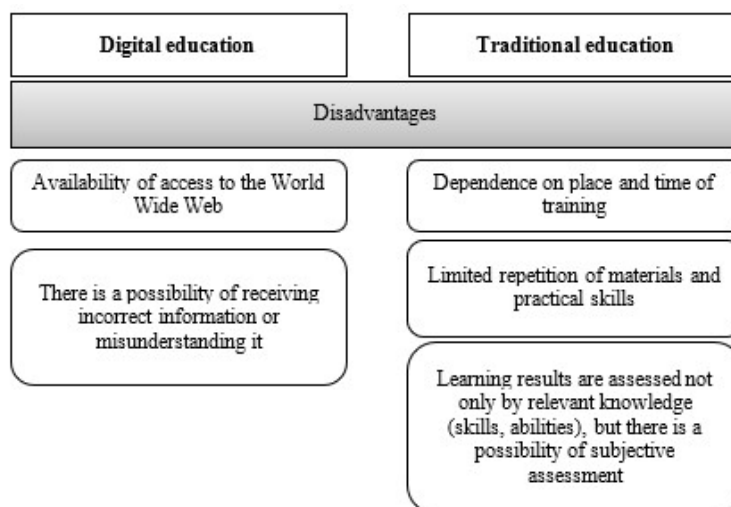 Digital education
Traditional education
Disadvantages
Availability of access to the World
Wide Web
There is a possibility of receiving
incorrect information or
misunderstanding it
Dependence on place and time of
training
Limited repetition of materials and
practical skills
Learning results are assessed not
only by relevant knowledge
(skills, abilities), but there is a
possibility of subjective
assessment